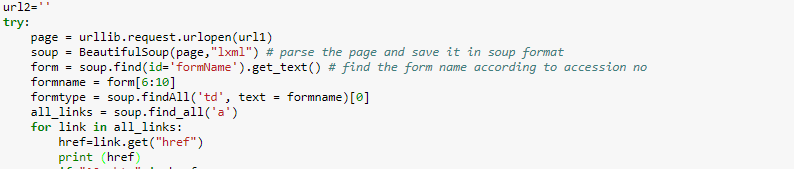 url2=''
try:
    page = urllib.request.urlopen(url1)
    soup = BeautifulSoup(page,"lxml") # parse the page and save it in soup format
    form = soup.find(id='formName').get_text() # find the form name according to accession no
    formname = form[6:10]
    formtype = soup.findAll('td', text = formname)[0]
    all_links = soup.find_all('a')
    for link in all_links:
        href=link.get("href")
        print (href)